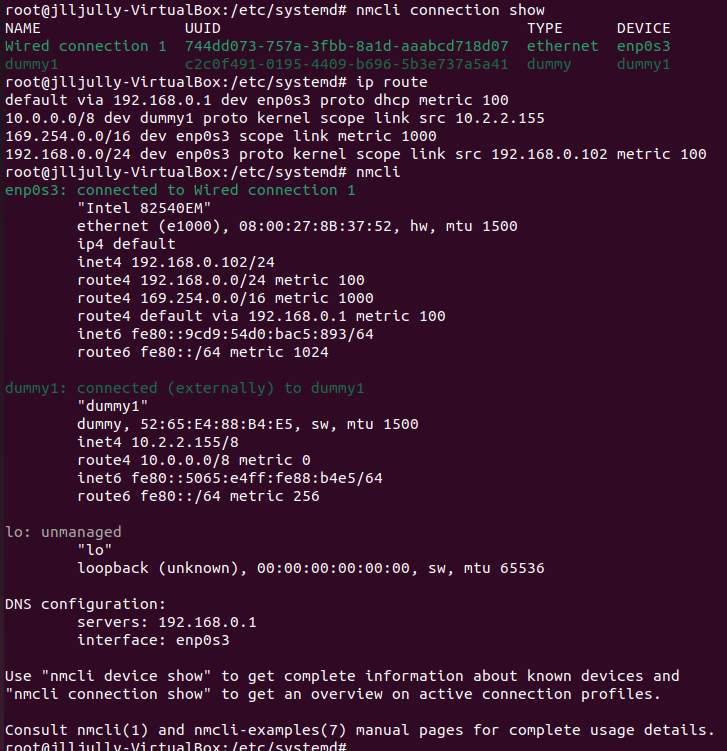 root@jlljully-VirtualBox:/etc/systemd# nmcli connection show
NAME                UUID                                  TYPE      DEVICE
Wired connection 1  744dd073-757a-3fbb-8a1d-aaabcd718d07  ethernet  enp0s3
dummy1              c2c0f491-0195-4409-b696-5b3e737a5a41  dummy     dummy1
root@jlljully-VirtualBox:/etc/systemd# ip route
default via 192.168.0.1 dev enp0s3 proto dhcp metric 100
10.0.0.0/8 dev dummy1 proto kernel scope link src 10.2.2.155
169.254.0.0/16 dev enp0s3 scope link metric 1000
192.168.0.0/24 dev enp0s3 proto kernel scope link src 192.168.0.102 metric 100
root@jlljully-VirtualBox:/etc/systemd# nmcli
enp0s3: connected to Wired connection 1
        "Intel 82540EM"
        ethernet (e1000), 08:00:27:8B:37:52, hw, mtu 1500
        ip4 default
        inet4 192.168.0.102/24
        route4 192.168.0.0/24 metric 100
        route4 169.254.0.0/16 metric 1000
        route4 default via 192.168.0.1 metric 100
        inet6 fe80::9cd9:54d0:bac5:893/64
        route6 fe80::/64 metric 1024

dummy1: connected (externally) to dummy1
        "dummy1"
        dummy, 52:65:E4:88:B4:E5, sw, mtu 1500
        inet4 10.2.2.155/8
        route4 10.0.0.0/8 metric 0
        inet6 fe80::5065:e4ff:fe88:b4e5/64
        route6 fe80::/64 metric 256

lo: unmanaged
        "lo"
        loopback (unknown), 00:00:00:00:00:00, sw, mtu 65536

DNS configuration:
        servers: 192.168.0.1
        interface: enp0s3

Use "nmcli device show" to get complete information about known devices and
"nmcli connection show" to get an overview on active connection profiles.

Consult nmcli(1) and nmcli-examples(7) manual pages for complete usage details.
root@jlljully-VirtualBox:/etc/systemd#